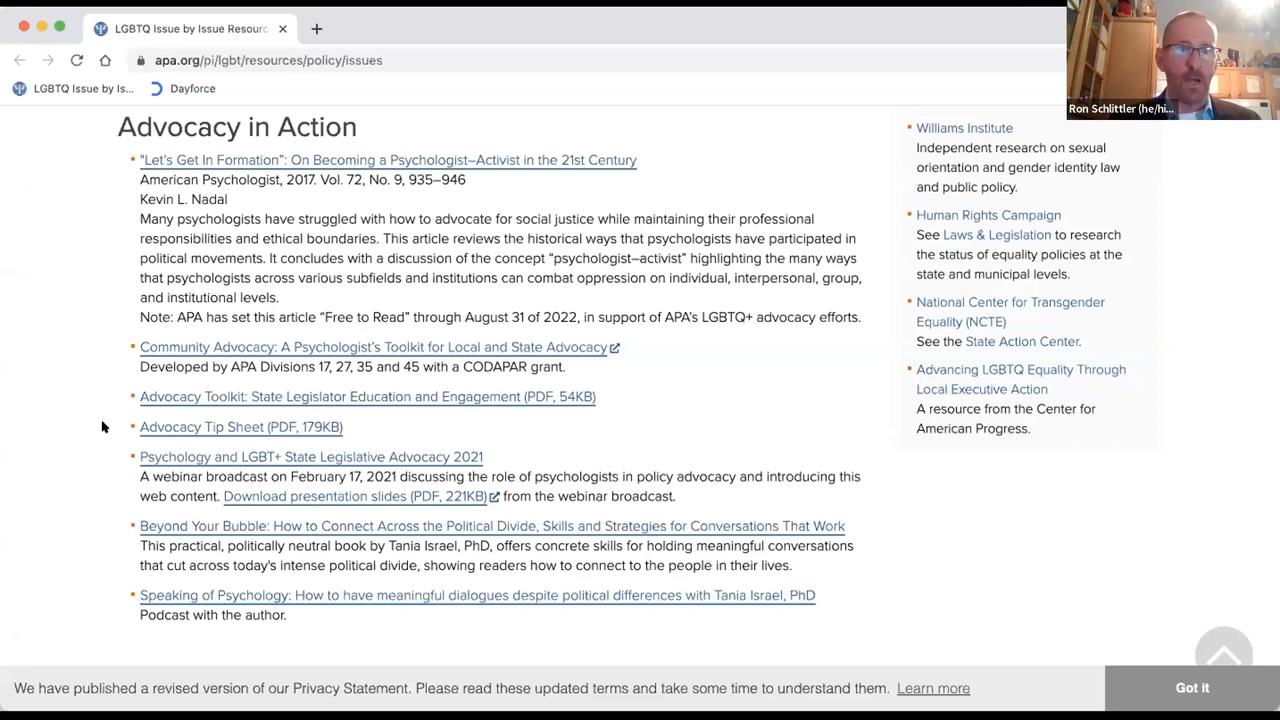 LGBTQ Issue by Issue Resourc
apa.org/pi/lgbt/resources/policy/issues
LGBTQ Issue by Is...
Dayforce
Ron Schlittler (he/hi...
Advocacy in Action
"Let's Get In Formation”: On Becoming a Psychologist–Activist in the 21st Century
American Psychologist, 2017. Vol. 72, No. 9, 935–946
Kevin L. Nadal
Many psychologists have struggled with how to advocate for social justice while maintaining their professional
responsibilities and ethical boundaries. This article reviews the historical ways that psychologists have participated in
political movements. It concludes with a discussion of the concept “psychologist–activist” highlighting the many ways
that psychologists across various subfields and institutions can combat oppression on individual, interpersonal, group,
and institutional levels.
Note: APA has set this article “Free to Read” through August 31 of 2022, in support of APA’s LGBTQ+ advocacy efforts.
Community Advocacy: A Psychologist’s Toolkit for Local and State Advocacy
Developed by APA Divisions 17, 27, 35 and 45 with a CODAPAR grant.
Advocacy Toolkit: State Legislator Education and Engagement (PDF, 54KB)
Advocacy Tip Sheet (PDF, 179KB)
Psychology and LGBT+ State Legislative Advocacy 2021
A webinar broadcast on February 17, 2021 discussing the role of psychologists in policy advocacy and introducing this
web content. Download presentation slides (PDF, 221KB) from the webinar broadcast.
Beyond Your Bubble: How to Connect Across the Political Divide, Skills and Strategies for Conversations That Work
This practical, politically neutral book by Tania Israel, PhD, offers concrete skills for holding meaningful conversations
that cut across today's intense political divide, showing readers how to connect to the people in their lives.
Speaking of Psychology: How to have meaningful dialogues despite political differences with Tania Israel, PhD
Podcast with the author.
Williams Institute
Independent research on sexual
orientation and gender identity law
and public policy.
Human Rights Campaign
See Laws & Legislation to research
the status of equality policies at the
state and municipal levels.
National Center for Transgender
Equality (NCTE)
See the State Action Center.
Advancing LGBTQ Equality Through
Local Executive Action
A resource from the Center for
American Progress.
We have published a revised version of our Privacy Statement. Please read these updated terms and take some time to understand them. Learn more
Got it